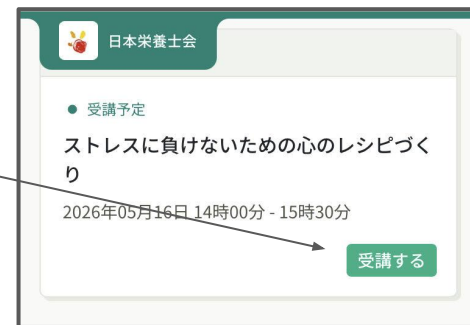 日本栄養士会
受講予定
ストレスに負けないための心のレシピづく
り
2026年05月16日 14時00分 - 15時30分
受講する